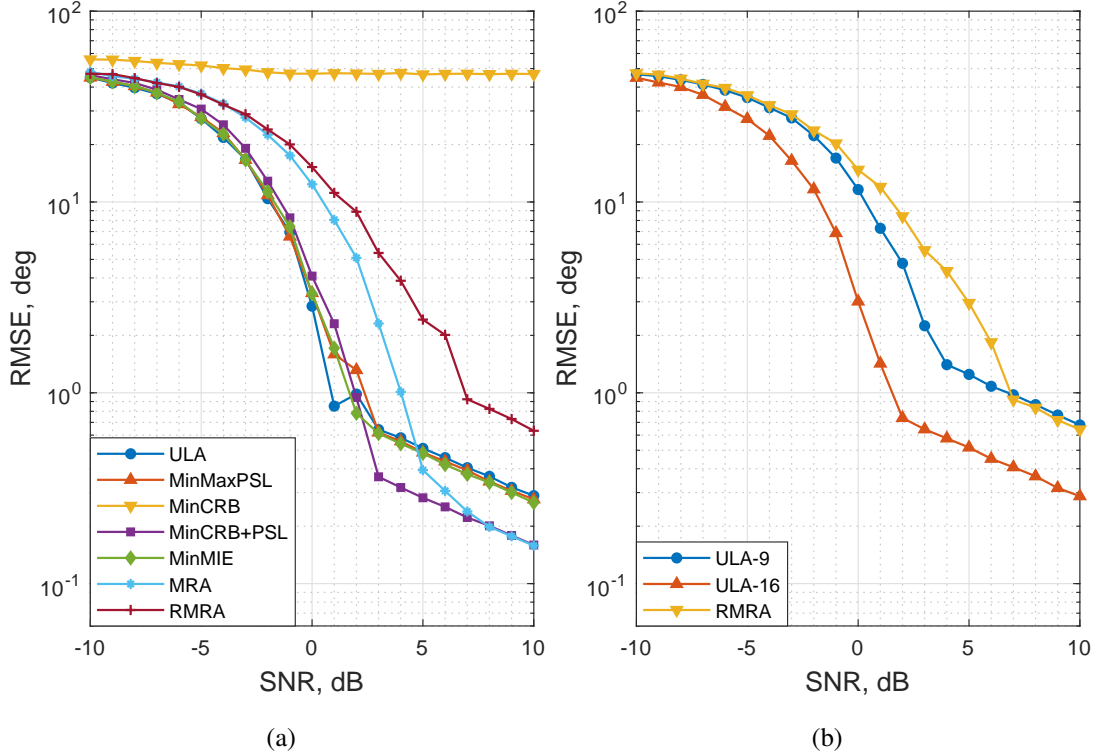 10^2
10^1
10^0
10^-1
RMSE, deg
ULA
MinMaxPSL
MinCRB
MinCRB+PSL
MinMIE
MRA
RMRA
-10 -5 0 5 10
SNR, dB
(a)
10^2
10^1
10^0
10^-1
RMSE, deg
ULA-9
ULA-16
RMRA
-10 -5 0 5 10
SNR, dB
(b)